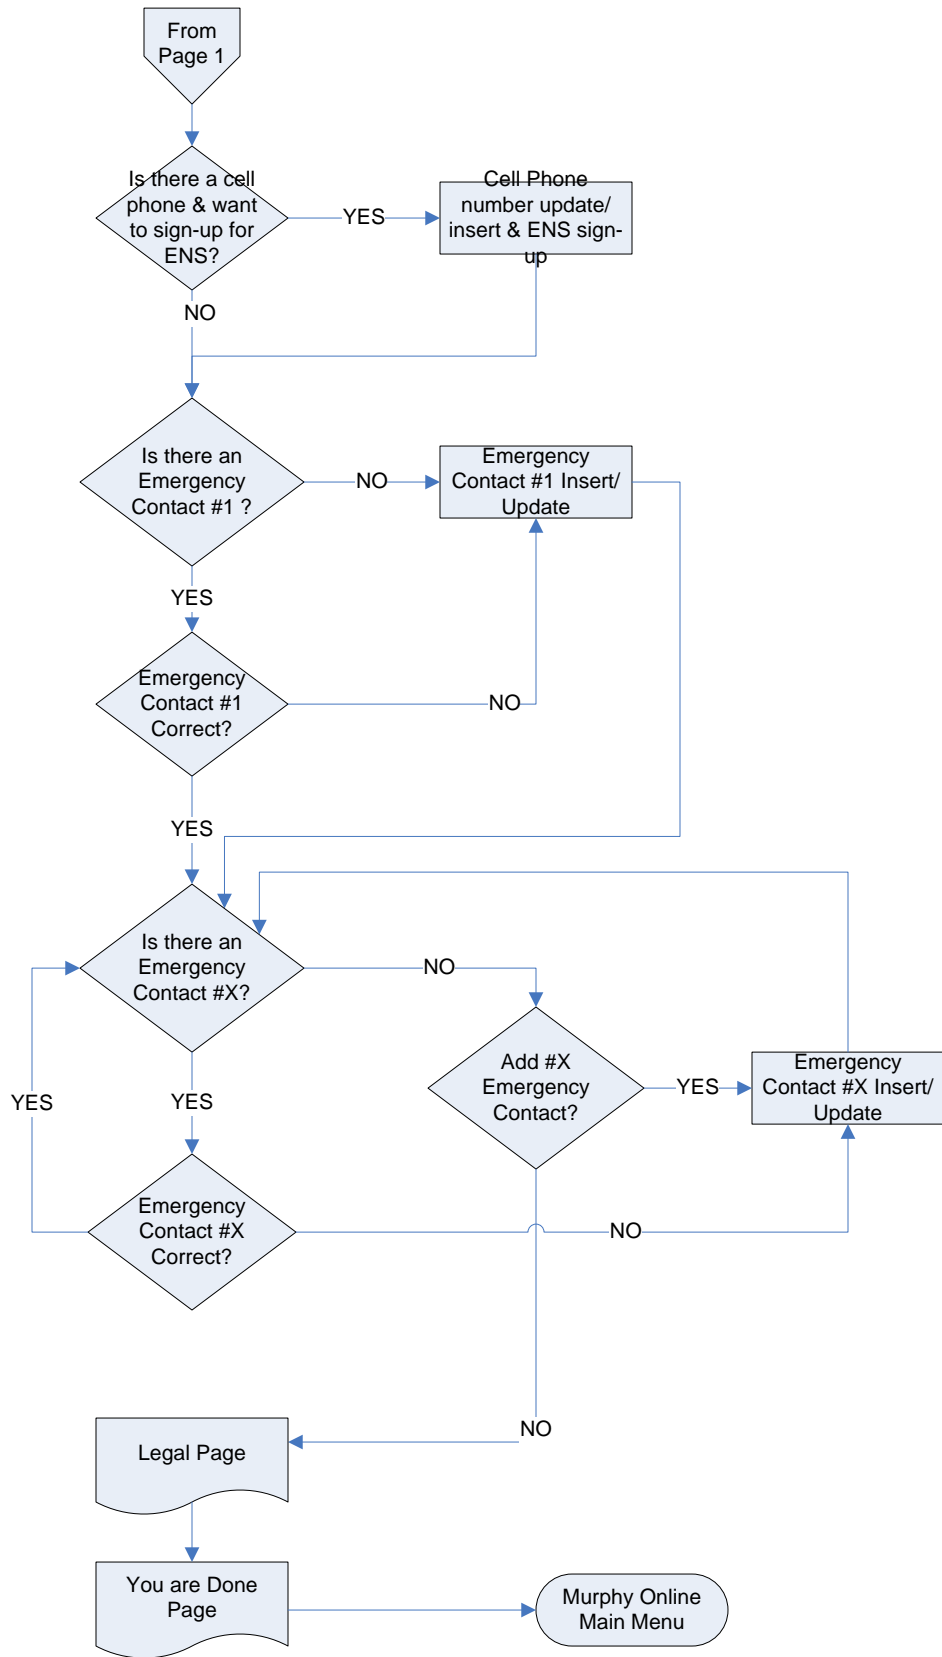 From
Page 1
Is there a cell
phone & want
to sign-up for
ENS?
YES
Cell Phone
number update/
insert & ENS sign-
up
NO
Is there an
Emergency
Contact #1 ?
NO
Emergency
Contact #1 Insert/
Update
YES
Emergency
Contact #1
Correct?
NO
YES
Is there an
Emergency
Contact #X?
NO
Add #X
Emergency
Contact?
YES
Emergency
Contact #X Insert/
Update
YES
YES
Emergency
Contact #X
Correct?
NO
NO
Legal Page
You are Done
Page
Murphy Online
Main Menu